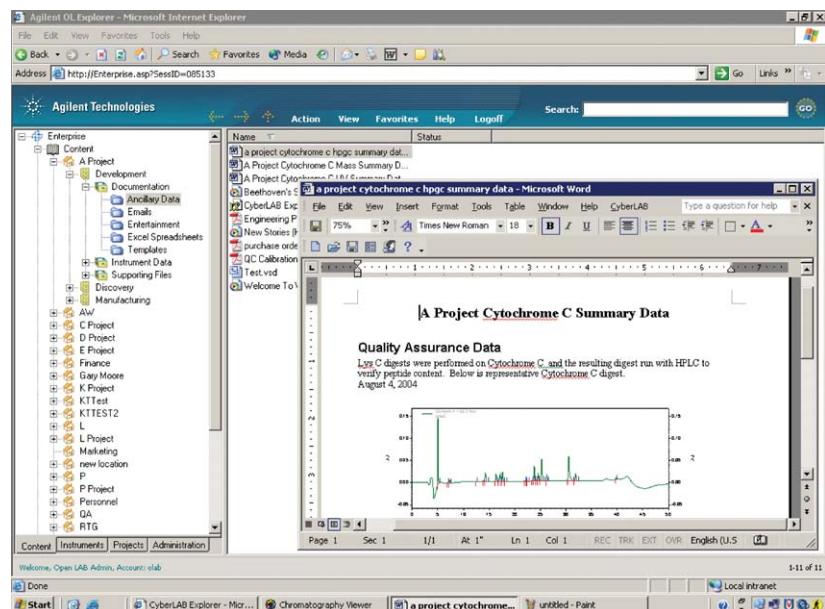 Agilent OL Explorer - Microsoft Internet Explorer
File Edit View Favorites Tools Help
Back Search Favorites Media
Address http://Enterprise.asp?SessID=085133 Go Links »
Agilent Technologies Action View Favorites Help Logoff Search: GO
Enterprise
Content
A Project
Development
Documentation
Ancillary Data
Emails
Entertainment
Excel Spreadsheets
Templates
Instrument Data
Supporting Files
Discovery
Manufacturing
AW
C Project
D Project
E Project
Finance
Gary Moore
K Project
KTTest
KTTEST2
L
L Project
Marketing
new location
P
P Project
Personnel
QA
RTG
Content Instruments Projects Administration
Name Status
a project cytochrome c hpgc summary dat...
A Project Cytochrome C Mass Summary D...
A Project Cytochrome C UV Summary Dat...
Beethoven's S
CyberLAB Exp
Engineering P
New Stories (H
purchase orde
QC Calibration
Test.vsd
Welcome To
a project cytochrome c hpgc summary data - Microsoft Word
File Edit View Insert Format Tools Table Window Help CyberLAB Type a question for help
75% » Times New Roman 18 B I U
A Project Cytochrome C Summary Data
Quality Assurance Data
Lys C digests were performed on Cytochrome C, and the resulting digest run with HPLC to
verify peptide content. Below is representative Cytochrome C digest.
August 4, 2004
Page 1 Sec 1 1/1 At 1" Ln 1 Col 1 REC TRK EXT OVR English (U.S
Welcome, Open LAB Admin, Account: olab 1-11 of 11
Done Local intranet
Start CyberLAB Explorer - Micr... Chromatography Viewer a project cytochrome... untitled - Paint